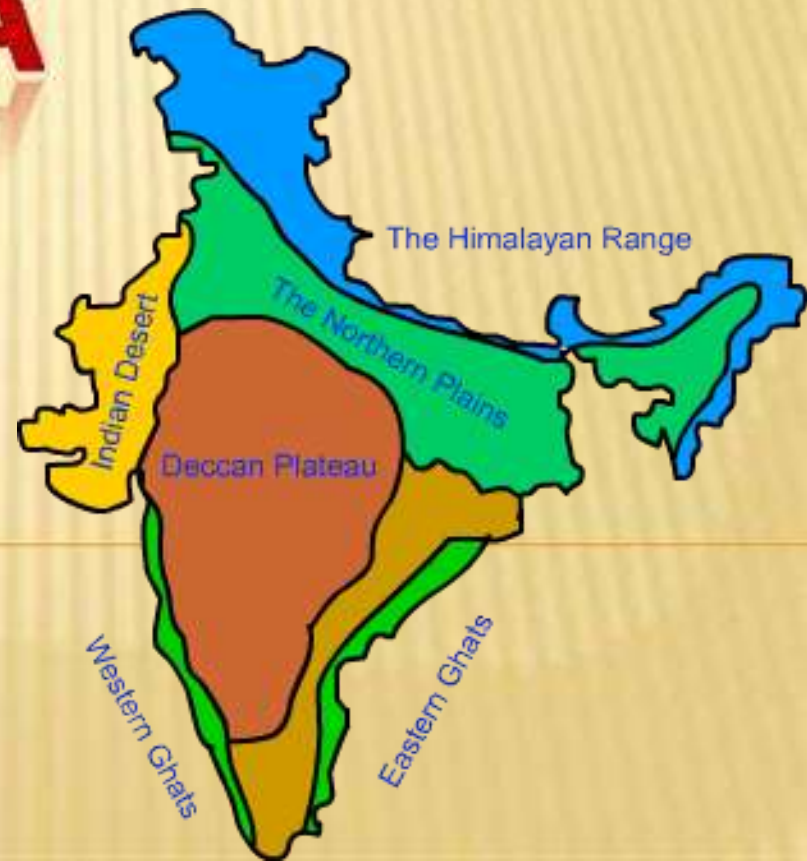 A
The Himalayan Range
The Northern Plains
Indian Desert
Deccan Plateau
Western Ghats
Eastern Ghats